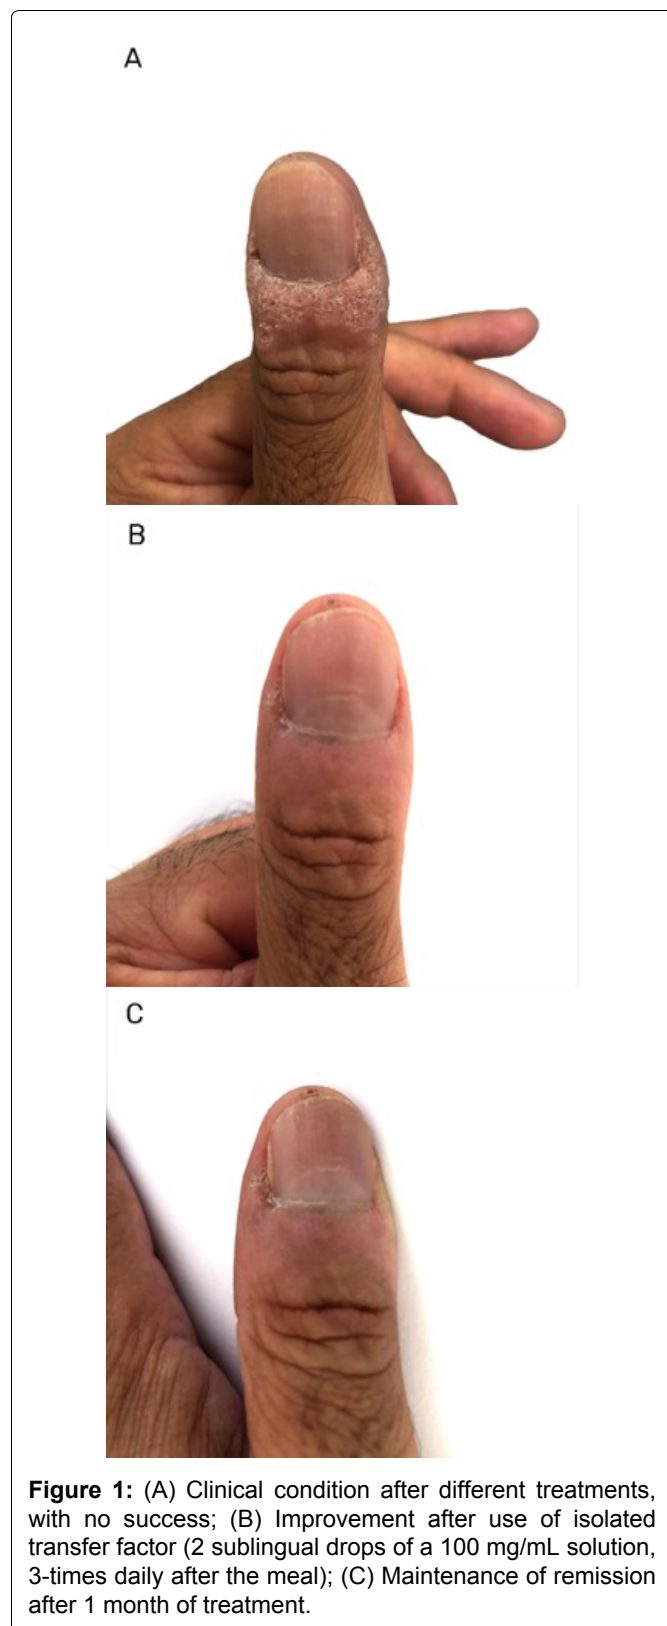 A
B
C
Figure 1: (A) Clinical condition after different treatments,
with no success; (B) Improvement after use of isolated
transfer factor (2 sublingual drops of a 100 mg/mL solution,
3-times daily after the meal); (C) Maintenance of remission
after 1 month of treatment.